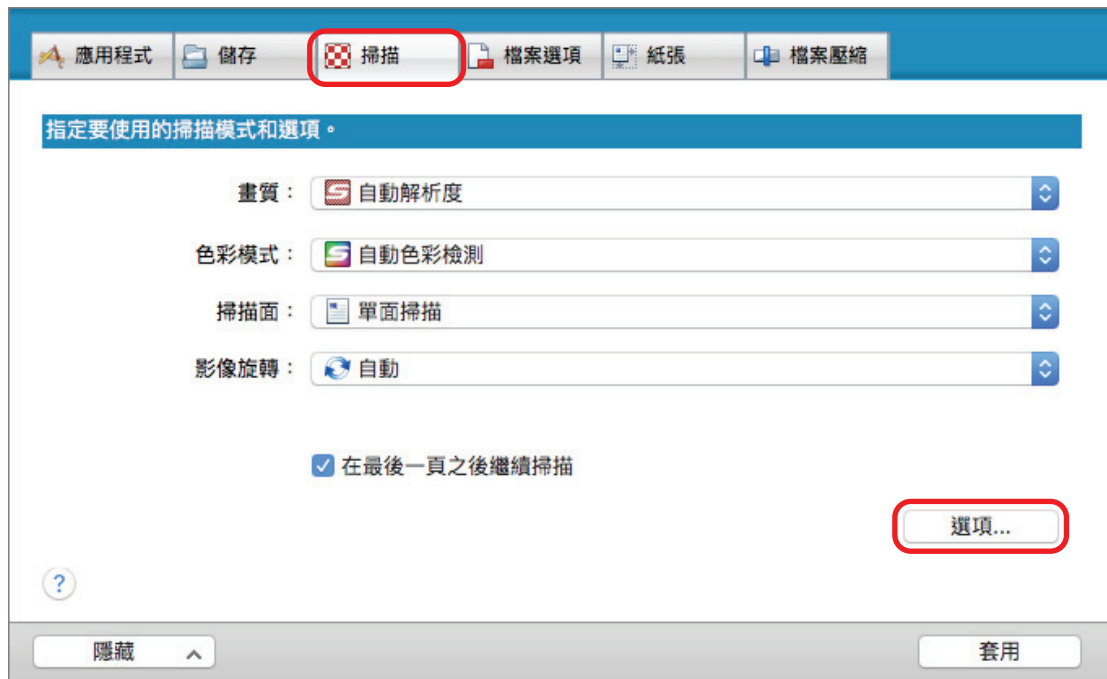 應用程式 儲存 掃描 檔案選項 紙張 檔案壓縮
指定要使用的掃描模式和選項。
畫質： 自動解析度
色彩模式： 自動色彩檢測
掃描面： 單面掃描
影像旋轉： 自動
在最後一頁之後繼續掃描
選項...
?
隱藏 套用